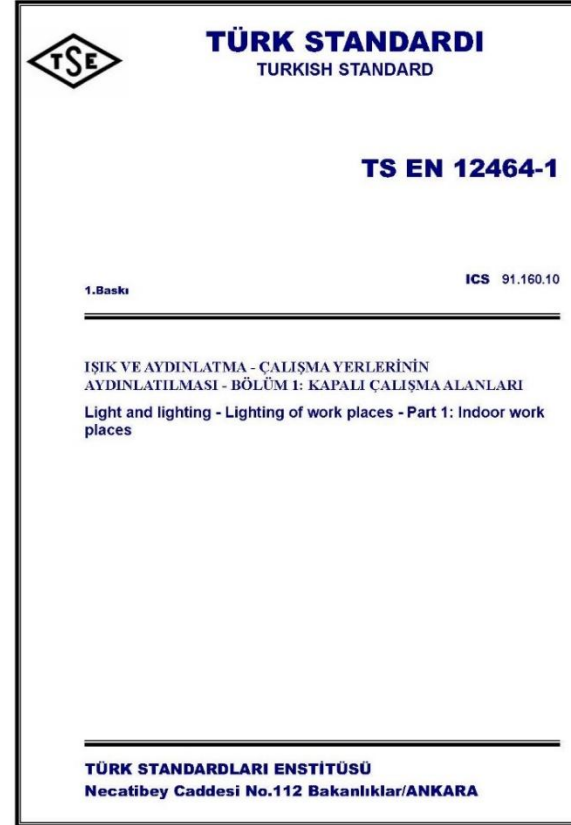 TSE
TÜRK STANDARDI
TURKISH STANDARD
TS EN 12464-1
ICS 91.160.10
1.Baskı
IŞIK VE AYDINLATMA - ÇALIŞMA YERLERİNİN
AYDINLATILMASI - BÖLÜM 1: KAPALI ÇALIŞMA ALANLARI
Light and lighting - Lighting of work places - Part 1: Indoor work
places
TÜRK STANDARDLARI ENSTİTÜSÜ
Necatibey Caddesi No.112 Bakanlıklar/ANKARA